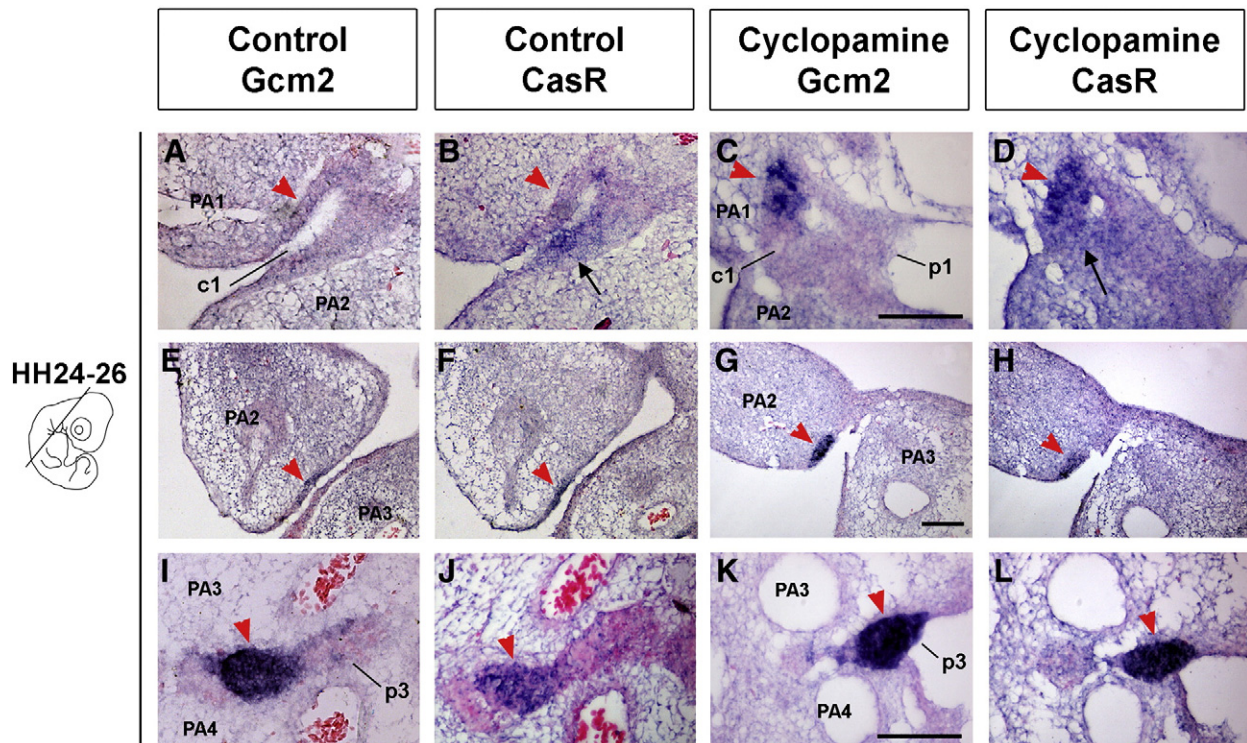 Control
Gcm2
Control
CasR
Cyclopamine
Gcm2
Cyclopamine
CasR
HH24-26
A
PA1
c1
PA2
B
C
PA1
c1
p1
PA2
D
E
PA2
PA3
F
G
PA2
PA3
H
I
PA3
p3
PA4
J
K
PA3
p3
PA4
L